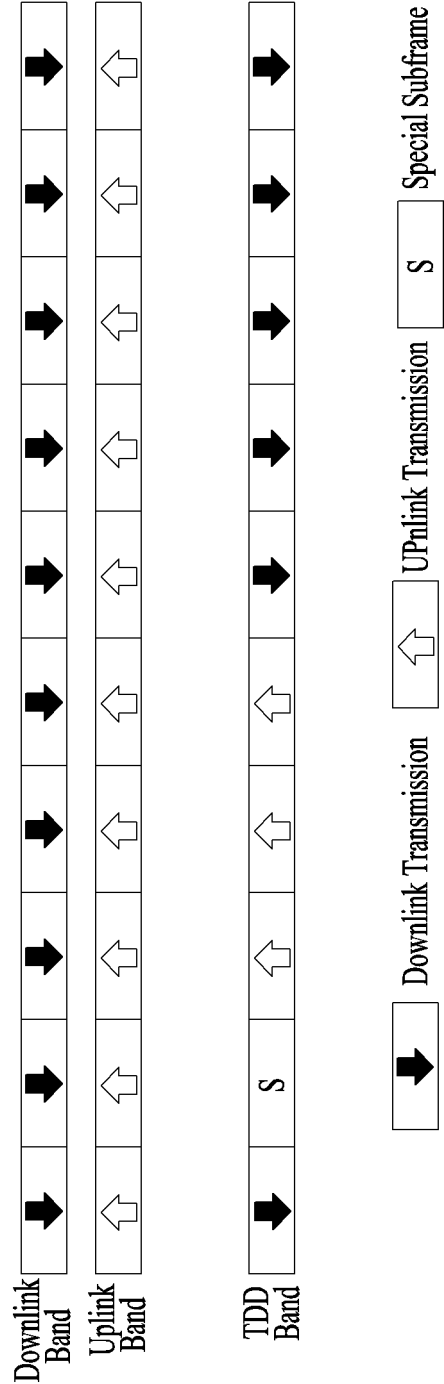 Downlink
Band
Uplink
Band
TDD
Band
S
Downlink Transmission
UPnlink Transmission
S
Special Subframe